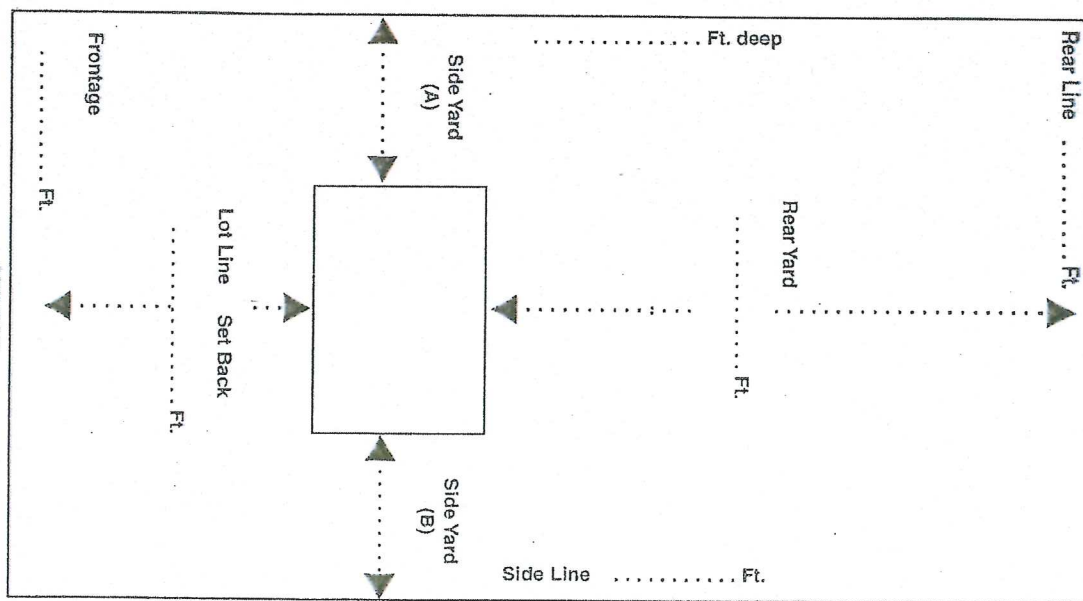 Frontage
.......... Ft.
Side Yard
(A)
.................... Ft. deep
Rear Line .......... Ft.
Lot Line Set Back
.................... Ft.
Rear Yard
.................... Ft.
Side Yard
(B)
Side Line ............ Ft.